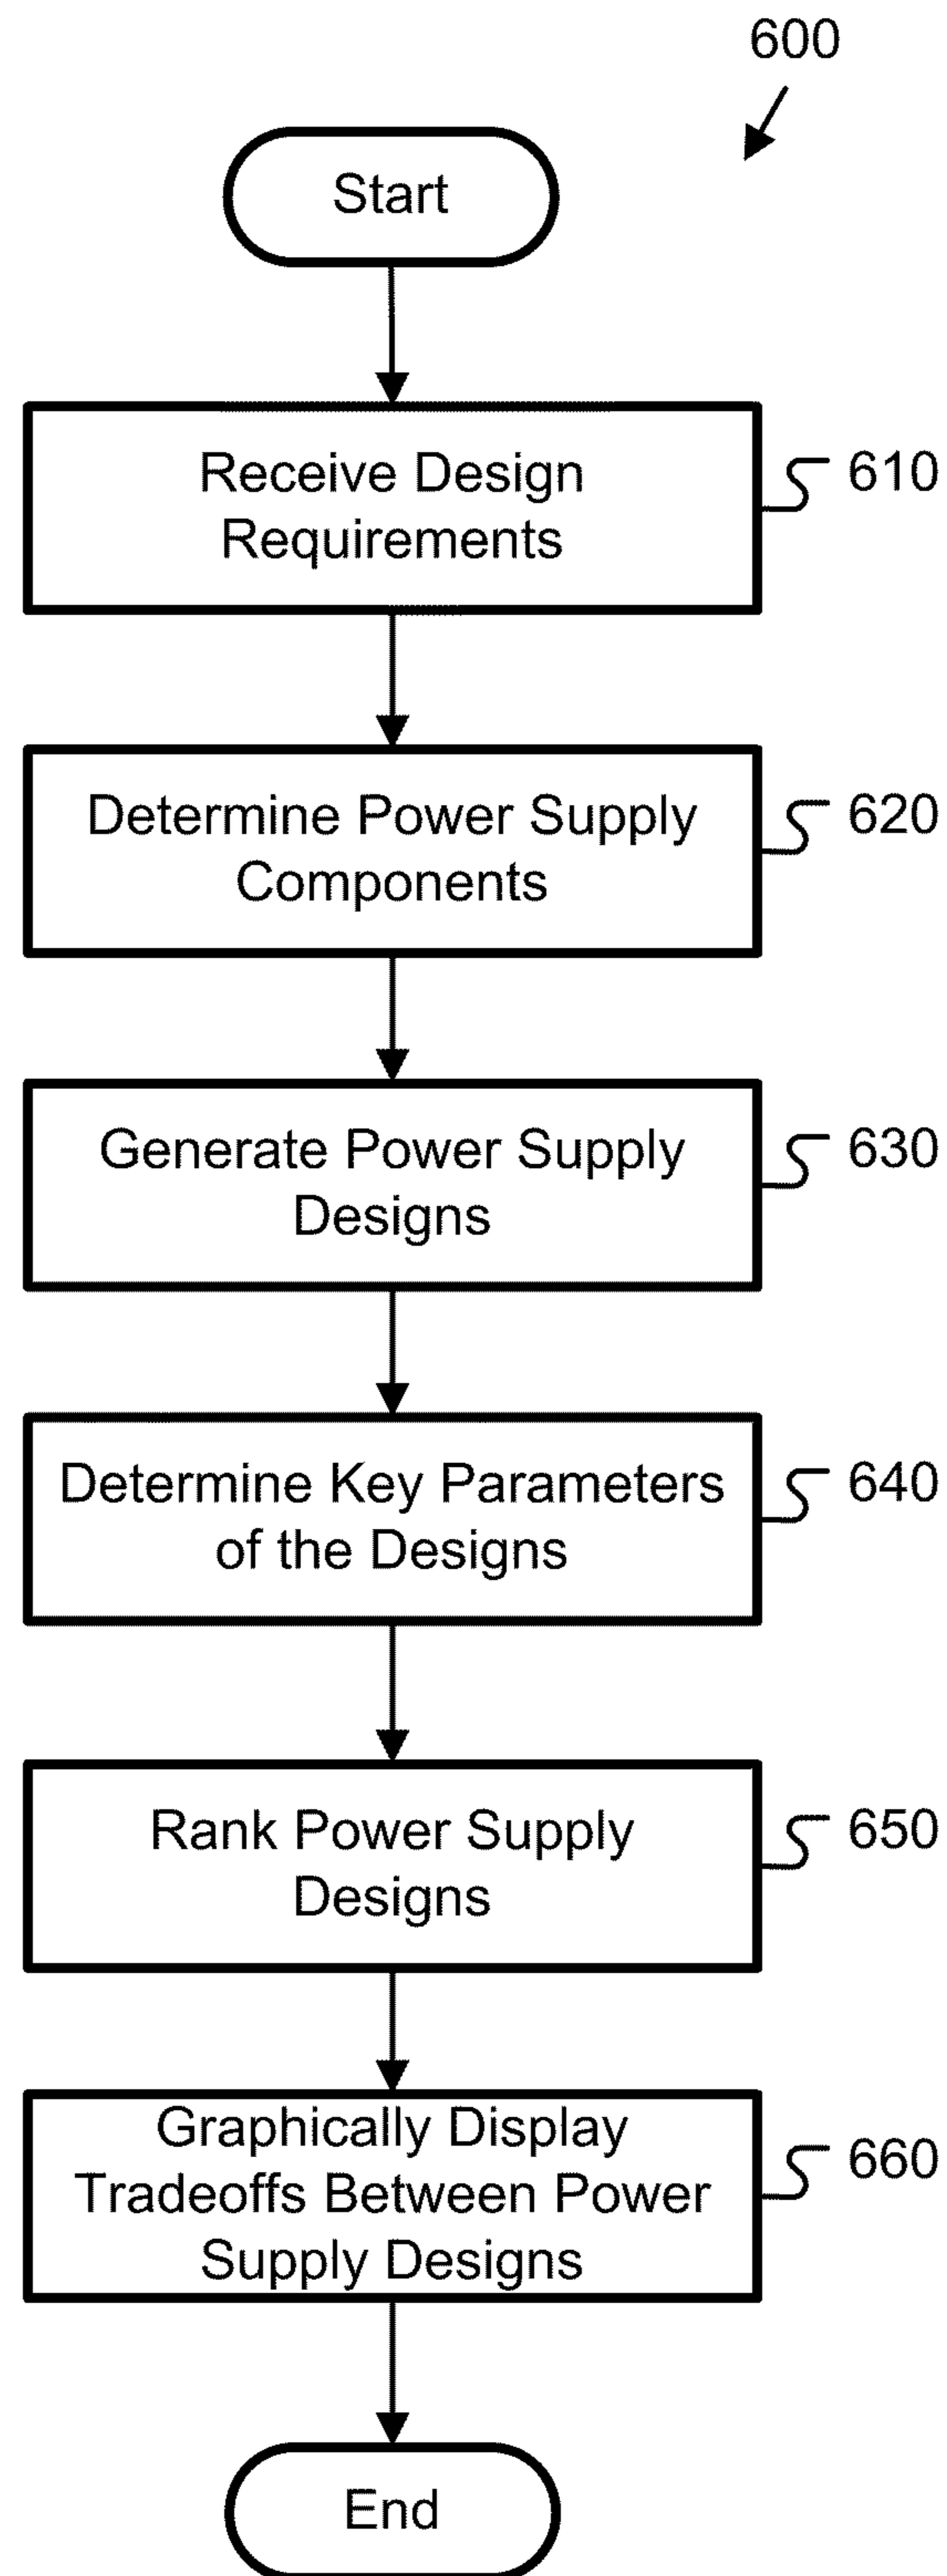 600
Start
Receive Design
Requirements
610
Determine Power Supply
Components
620
Generate Power Supply
Designs
630
Determine Key Parameters
of the Designs
640
Rank Power Supply
Designs
650
Graphically Display
Tradeoffs Between Power
Supply Designs
660
End